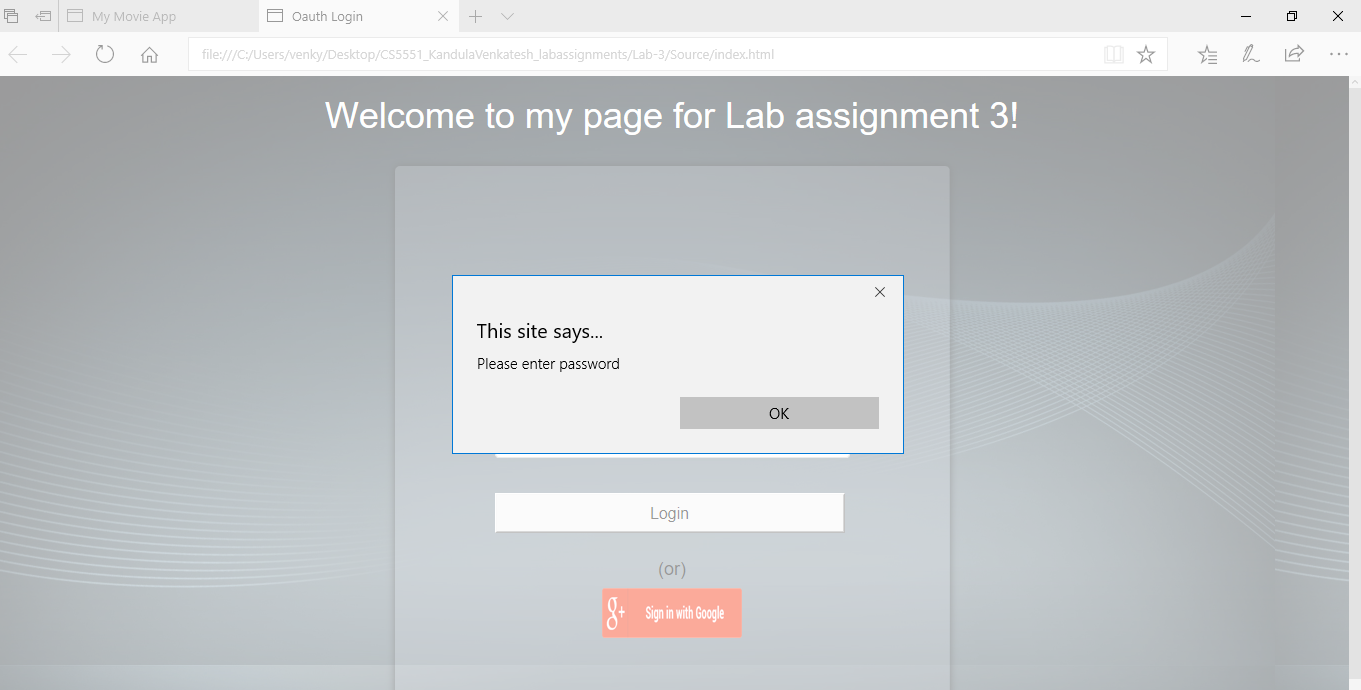 My Movie App
Oauth Login
file:///C:/Users/venky/Desktop/CS5551_KandulaVenkatesh_labassignments/Lab-3/Source/index.html
Welcome to my page for Lab assignment 3!
This site says...
Please enter password
OK
Login
(or)
g+ Sign in with Google